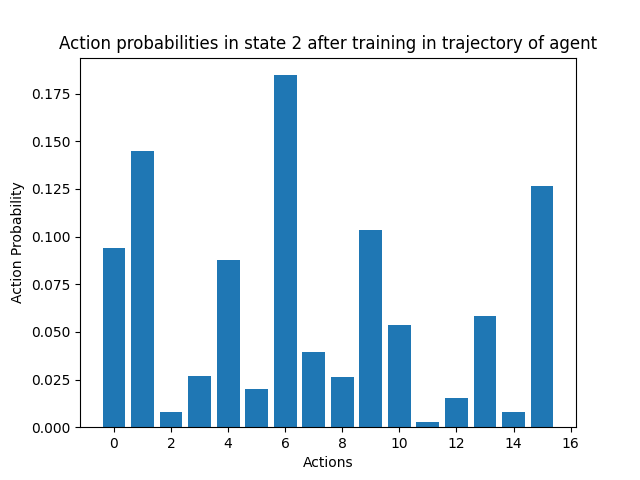 Action probabilities in state 2 after training in trajectory of agent
0.175
0.150
0.125
0.100
0.075
0.050
0.025
0.000
Action Probability
0 2 4 6 8 10 12 14 16
Actions